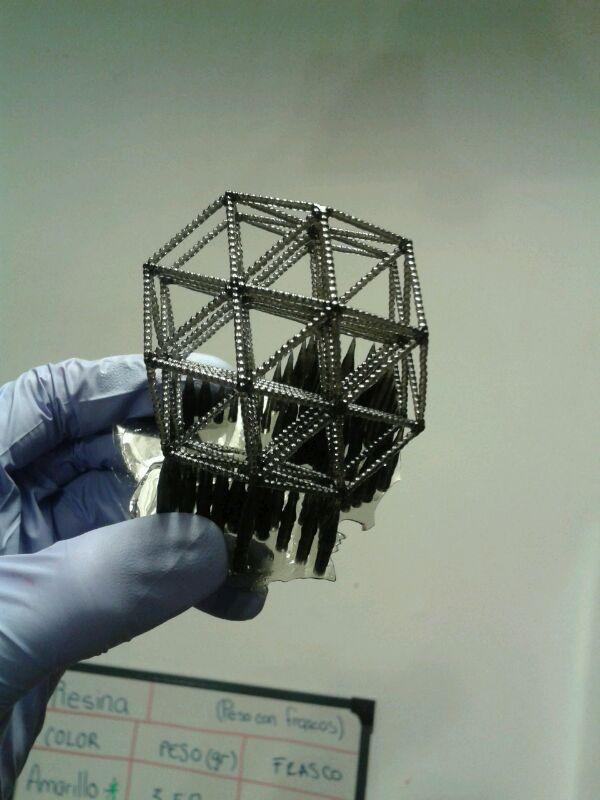 Resina (Peso con frascos)
COLOR PESO (gr) FRASCO
Amarillo